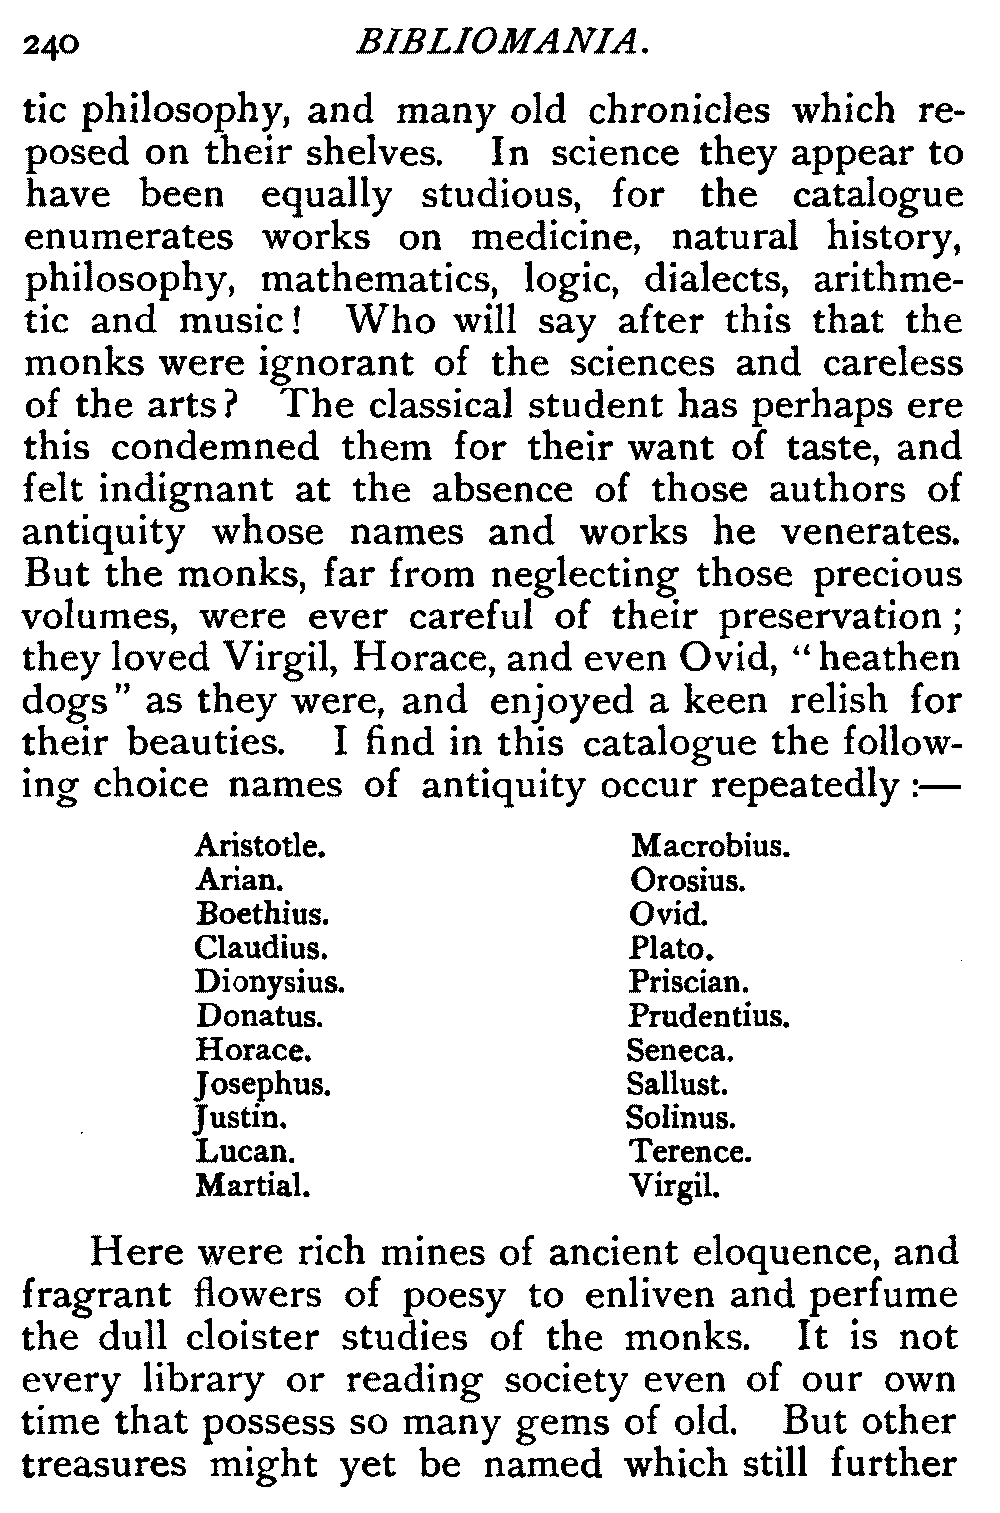 240 BIBLIOMANIA.
tic philosophy, and many old chronicles which re-
posed on their shelves. In science they appear to
have been equally studious, for the catalogue
enumerates works on medicine, natural history,
philosophy, mathematics, logic, dialects, arithme-
tic and music! Who will say after this that the
monks were ignorant of the sciences and careless
of the arts? The classical student has perhaps ere
this condemned them for their want of taste, and
felt indignant at the absence of those authors of
antiquity whose names and works he venerates.
But the monks, far from neglecting those precious
volumes, were ever careful of their preservation;
they loved Virgil, Horace, and even Ovid, "heathen
dogs" as they were, and enjoyed a keen relish for
their beauties. I find in this catalogue the follow-
ing choice names of antiquity occur repeatedly:—
Aristotle.
Arian.
Boethius.
Claudius.
Dionysius.
Donatus.
Horace.
Josephus.
Justin.
Lucan.
Martial.
Macrobius.
Orosius.
Ovid.
Plato.
Priscian.
Prudentius.
Seneca.
Sallust.
Solinus.
Terence.
Virgil.
Here were rich mines of ancient eloquence, and
fragrant flowers of poesy to enliven and perfume
the dull cloister studies of the monks. It is not
every library or reading society even of our own
time that possess so many gems of old. But other
treasures might yet be named which still further